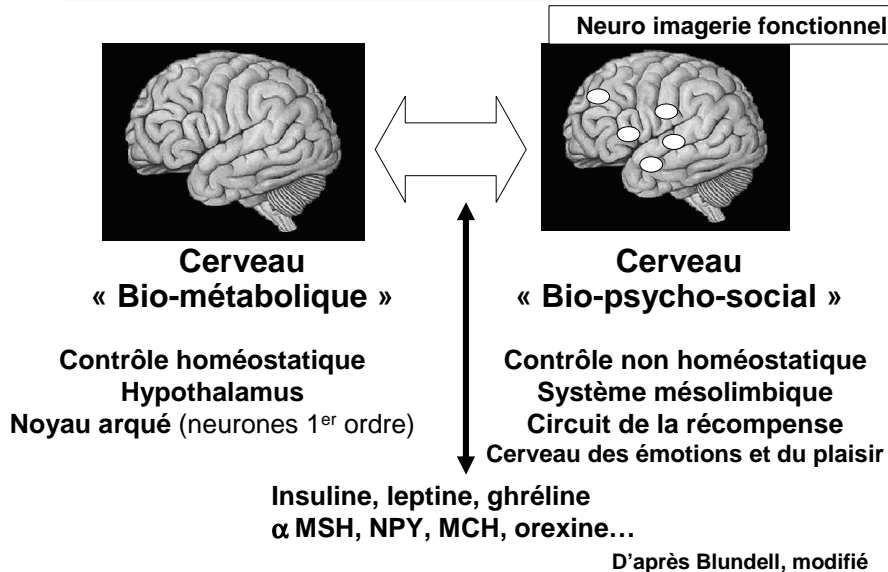 Neuro imagerie fonctionnel
Cerveau
« Bio-métabolique »
Contrôle homéostatique
Hypothalamus
Noyau arqué (neurones 1er ordre)
Cerveau
« Bio-psycho-social »
Contrôle non homéostatique
Système mésolimbique
Circuit de la récompense
Cerveau des émotions et du plaisir
Insuline, leptine, ghréline
α MSH, NPY, MCH, orexine…
D'après Blundell, modifié